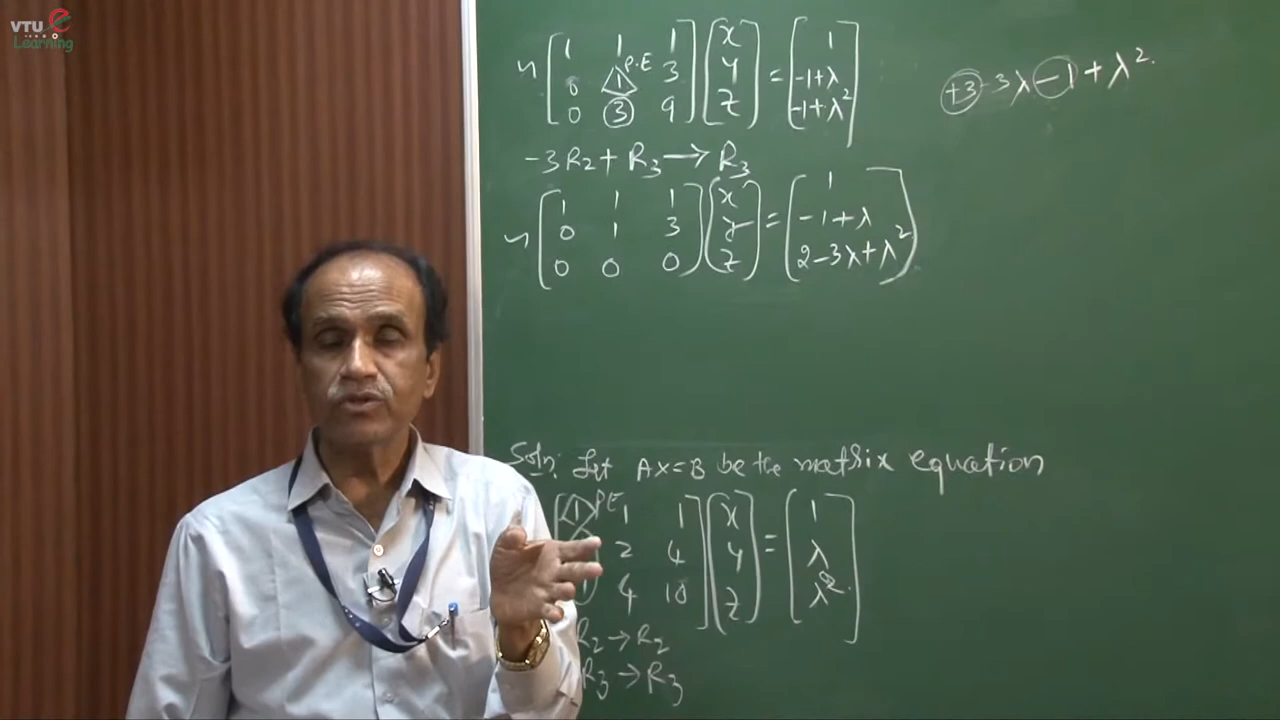 VTU e
Learning
~ [1 1 1] [x] = [1]
[0 1 P.E 3] [y] [-1+λ]
[0 3 9] [z] [-1+λ²]
+3-3λ-1+λ².
-3R2+R3→R3
~ [1 1 1] [x] = [1]
[0 1 3] [y] [-1+λ]
[0 0 0] [z] [2-3λ+λ²]
Soln: Let AX=B be the matrix equation
[1 P.E 1 1] [x] = [1]
2 4] [y] [λ]
1 4 10] [z] [λ².]
R2→R2
R3→R3